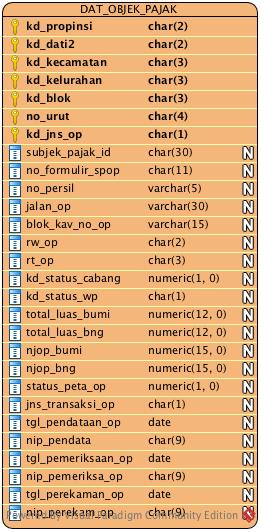 DAT_OBJEK_PAJAK
kd_propinsi char(2)
kd_dati2 char(2)
kd_kecamatan char(3)
kd_kelurahan char(3)
kd_blok char(3)
no_urut char(4)
kd_jns_op char(1)
subjek_pajak_id char(30) N
no_formulir_spop char(11) N
no_persil varchar(5) N
jalan_op varchar(30) N
blok_kav_no_op varchar(15) N
rw_op char(2) N
rt_op char(3) N
kd_status_cabang numeric(1, 0) N
kd_status_wp char(1) N
total_luas_bumi numeric(12, 0) N
total_luas_bng numeric(12, 0) N
njop_bumi numeric(15, 0) N
njop_bng numeric(15, 0) N
status_peta_op numeric(1, 0) N
jns_transaksi_op char(1) N
tgl_pendataan_op date N
nip_pendata char(9) N
tgl_pemeriksaan_op date N
nip_pemeriksa_op char(9) N
tgl_perekaman_op date N
nip_perekam_op char(9) N
Powered By Visual Paradigm Community Edition